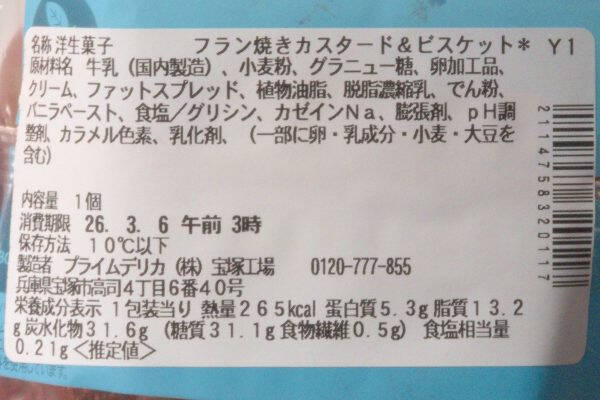 名称 洋生菓子 フラン焼きカスタード&ビスケット* Y1
原材料名 牛乳(国内製造)、小麦粉、グラニュー糖、卵加工品、
クリーム、ファットスプレッド、植物油脂、脱脂濃縮乳、でん粉、
バニラペースト、食塩/グリシン、カゼインNa、膨張剤、pH調
整剤、カラメル色素、乳化剤、(一部に卵・乳成分・小麦・大豆を
含む)
内容量 1個
消費期限 26. 3. 6 午前 3時
保存方法 10℃以下
製造者 プライムデリカ(株)宝塚工場 0120-777-855
兵庫県宝塚市高司4丁目6番40号
栄養成分表示 1包装当り 熱量265kcal 蛋白質5.3g 脂質13.2
g 炭水化物31.6g (糖質31.1g 食物繊維0.5g) 食塩相当量
0.21g<推定値>
2114758320117
使用しています。